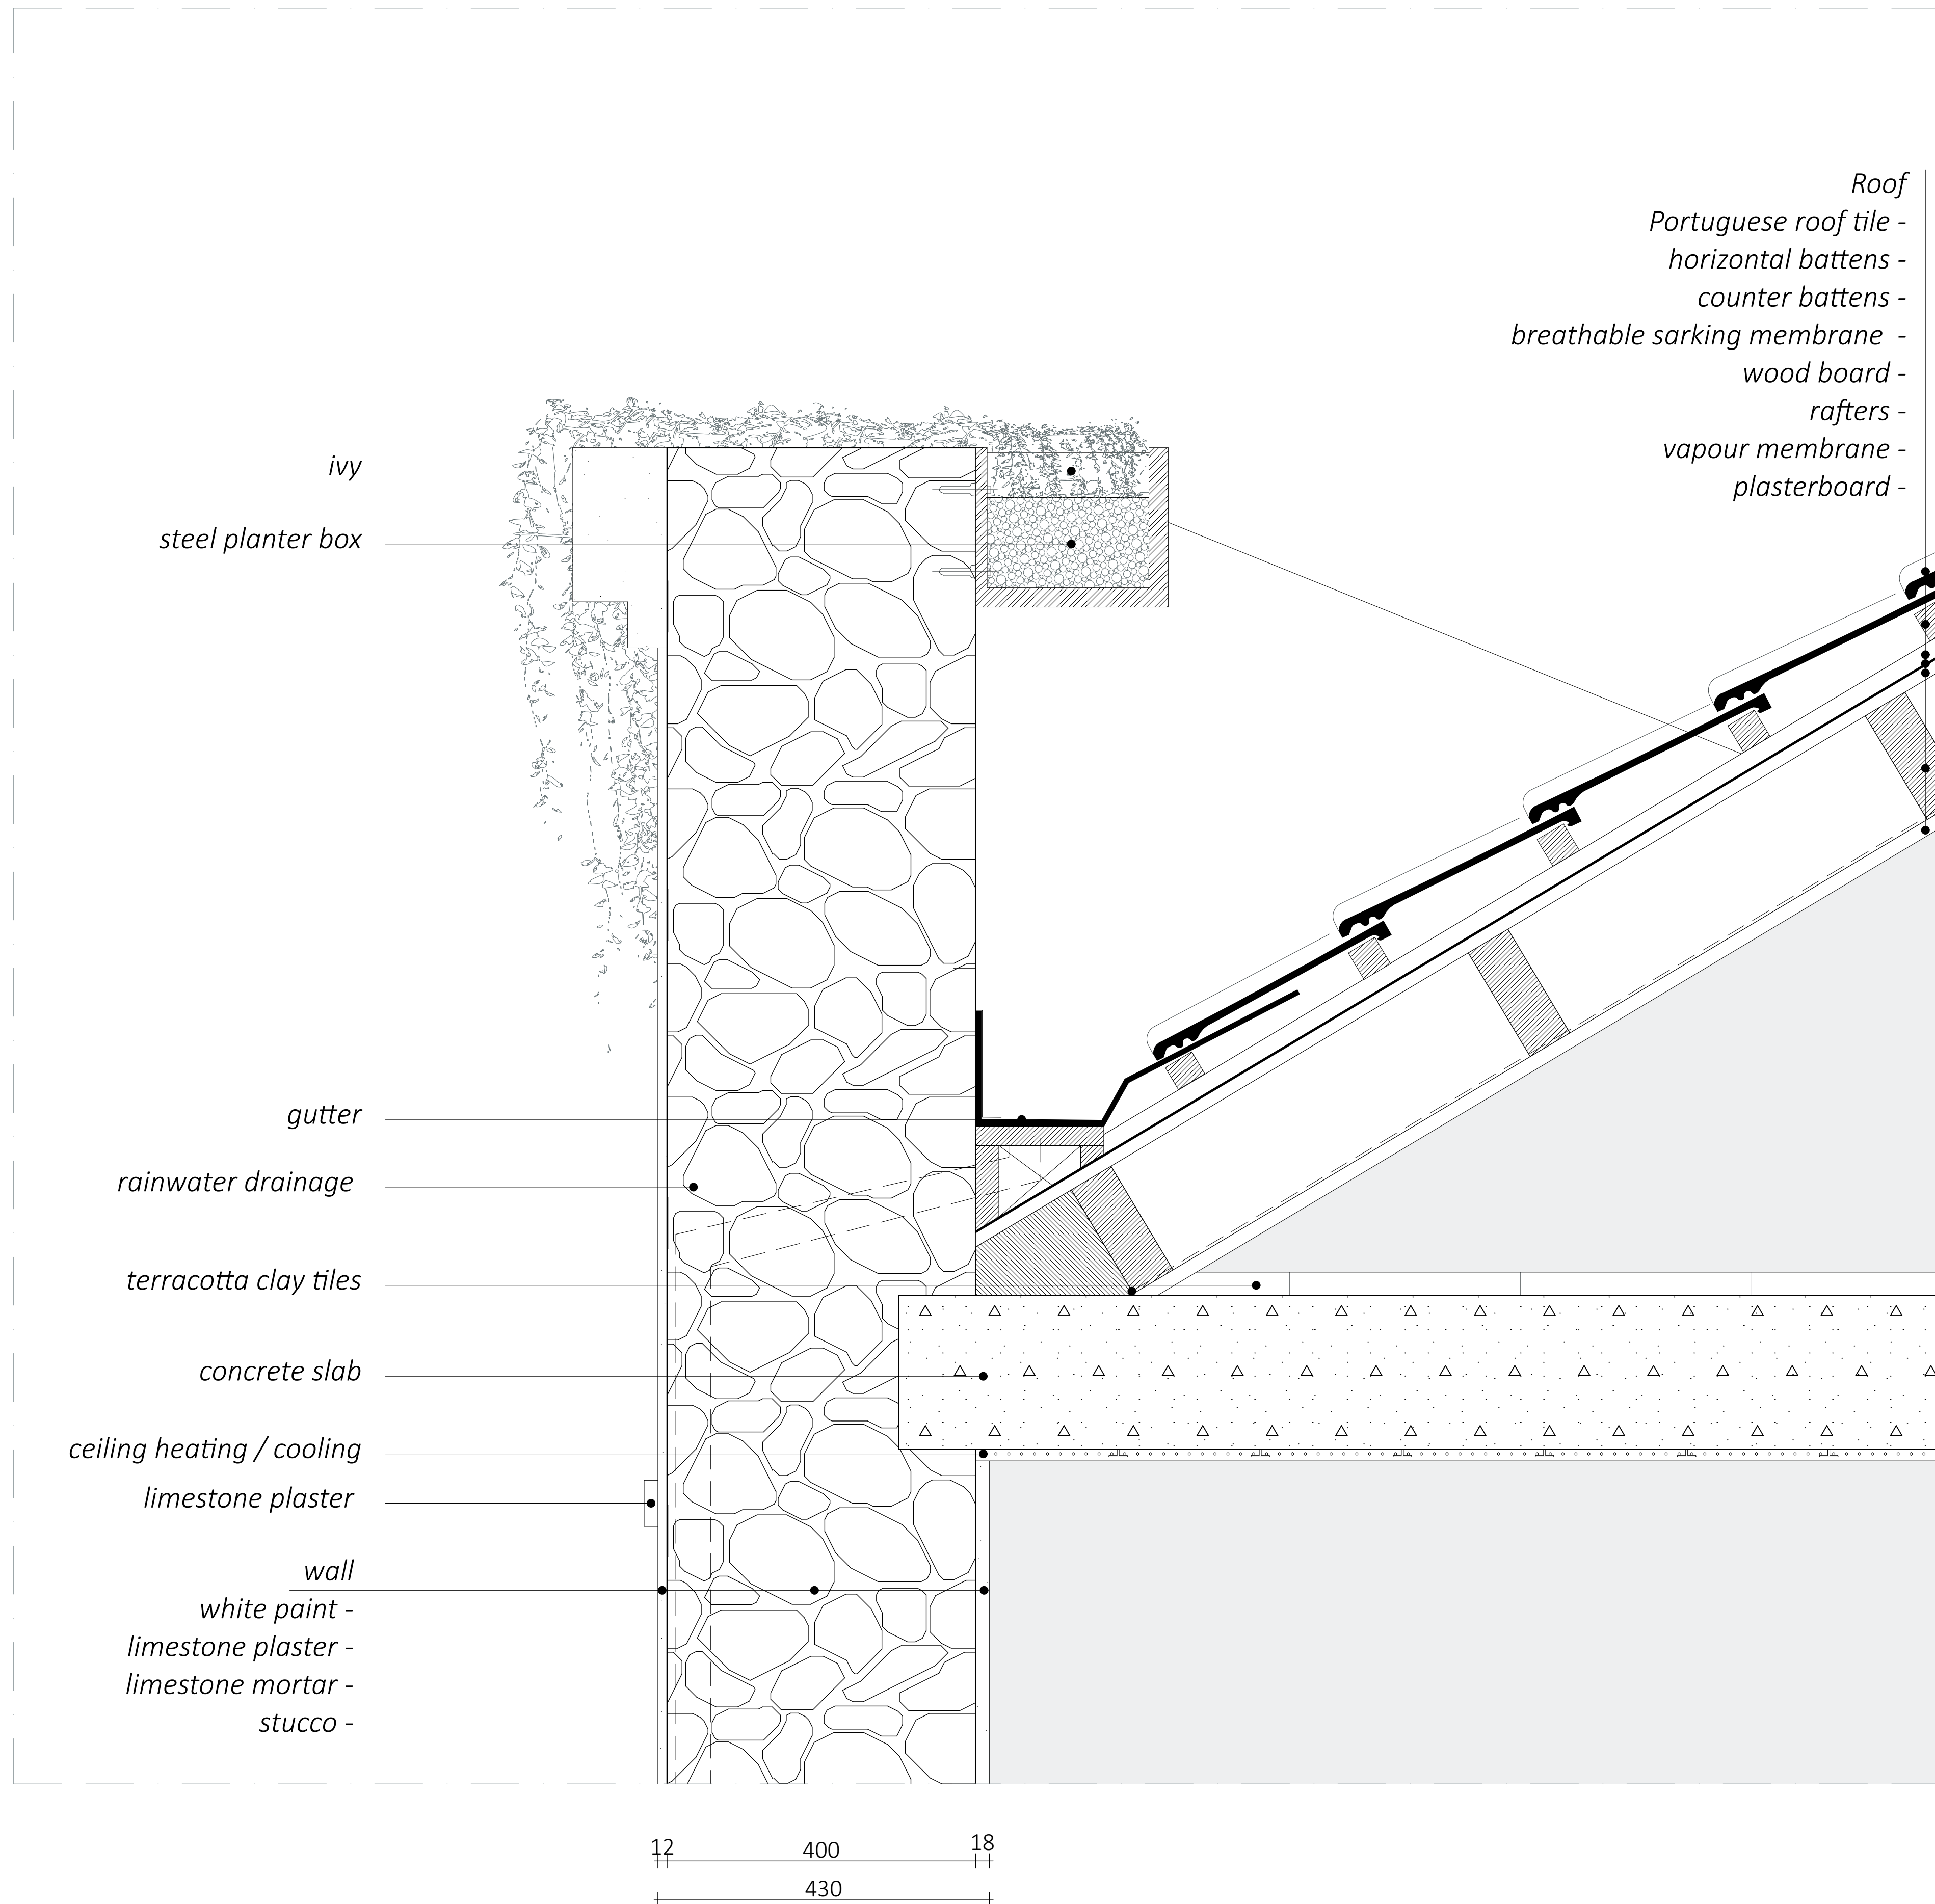 Roof
Portuguese roof tile -
horizontal battens -
counter battens -
breathable sarking membrane -
wood board -
rafters -
vapour membrane -
plasterboard -
ivy
steel planter box
gutter
rainwater drainage
terracotta clay tiles
concrete slab
ceiling heating / cooling
limestone plaster
wall
white paint -
limestone plaster -
limestone mortar -
stucco -
12 400 18
430